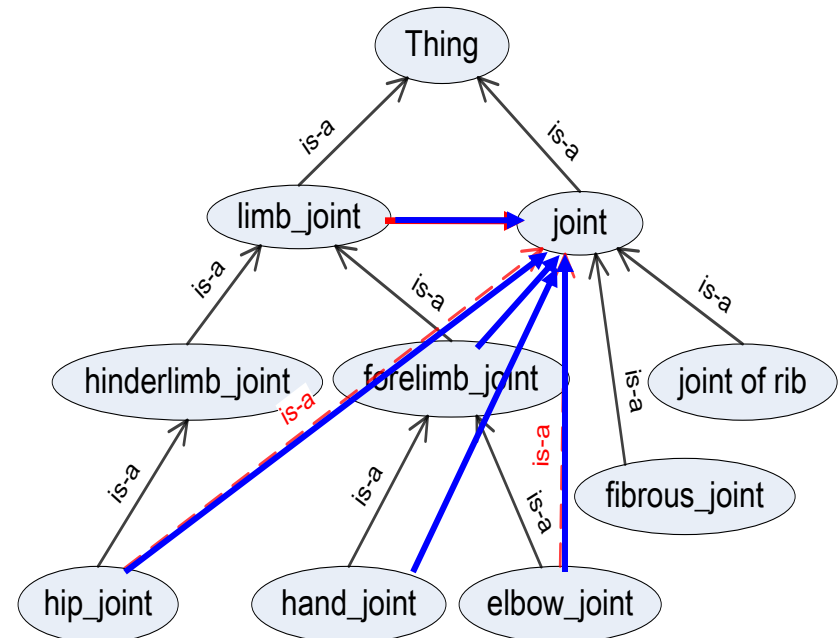 Thing
is-a
is-a
limb_joint
joint
is-a
is-a
is-a
hinderlimb_joint
forelimb_joint
joint of rib
is-a
is-a
is-a
is-a
is-a
is-a
fibrous_joint
hip_joint
hand_joint
elbow_joint